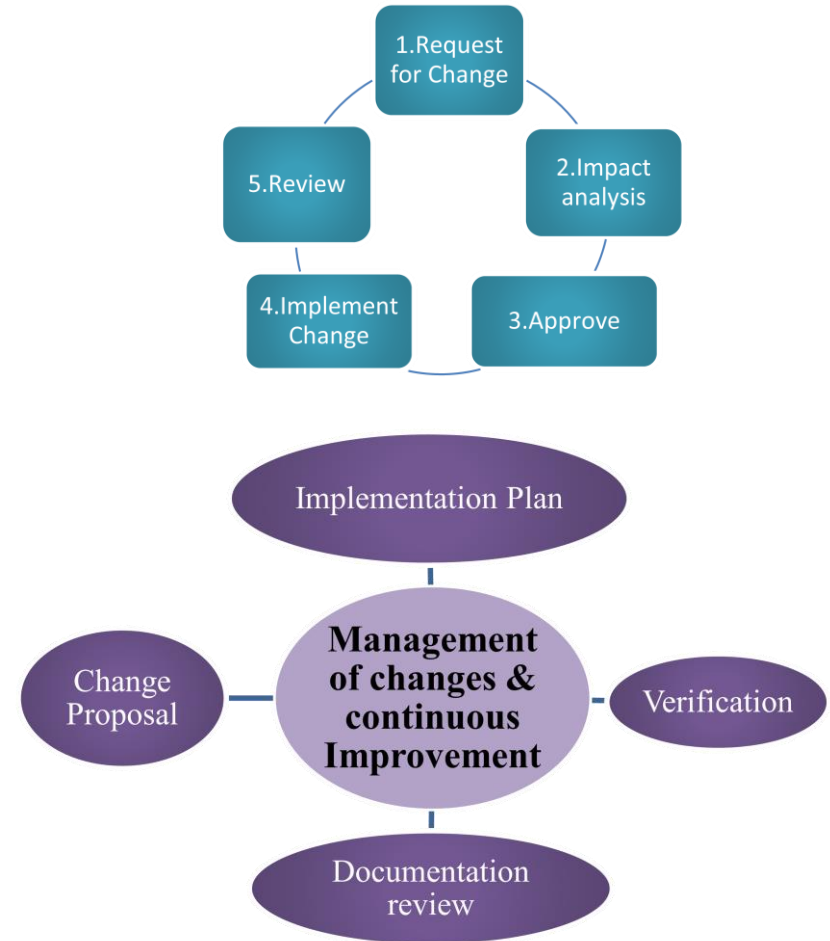 1.Request
for Change
2.Impact
analysis
3.Approve
4.Implement
Change
5.Review
Implementation Plan
Change
Proposal
Management
of changes &
continuous
Improvement
Verification
Documentation
review